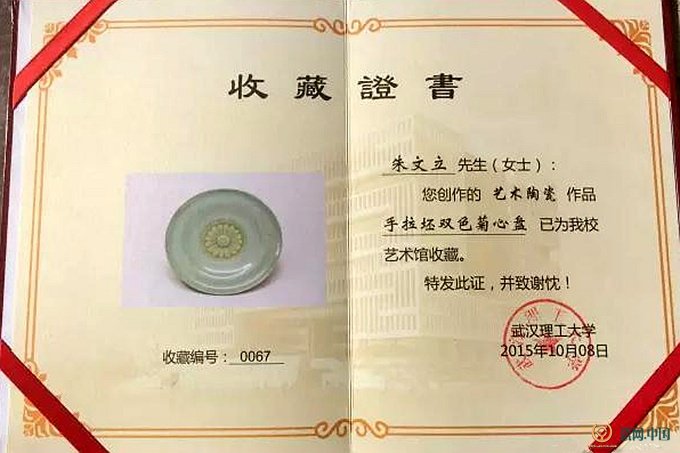 收藏證書
收藏编号：0067
朱文立 先生（女士）：
您创作的 艺术陶瓷 作品
手拉坯双色菊心盘 已为我校
艺术馆收藏。
特发此证，并致谢忱！
武汉理工大学
2015年10月08日